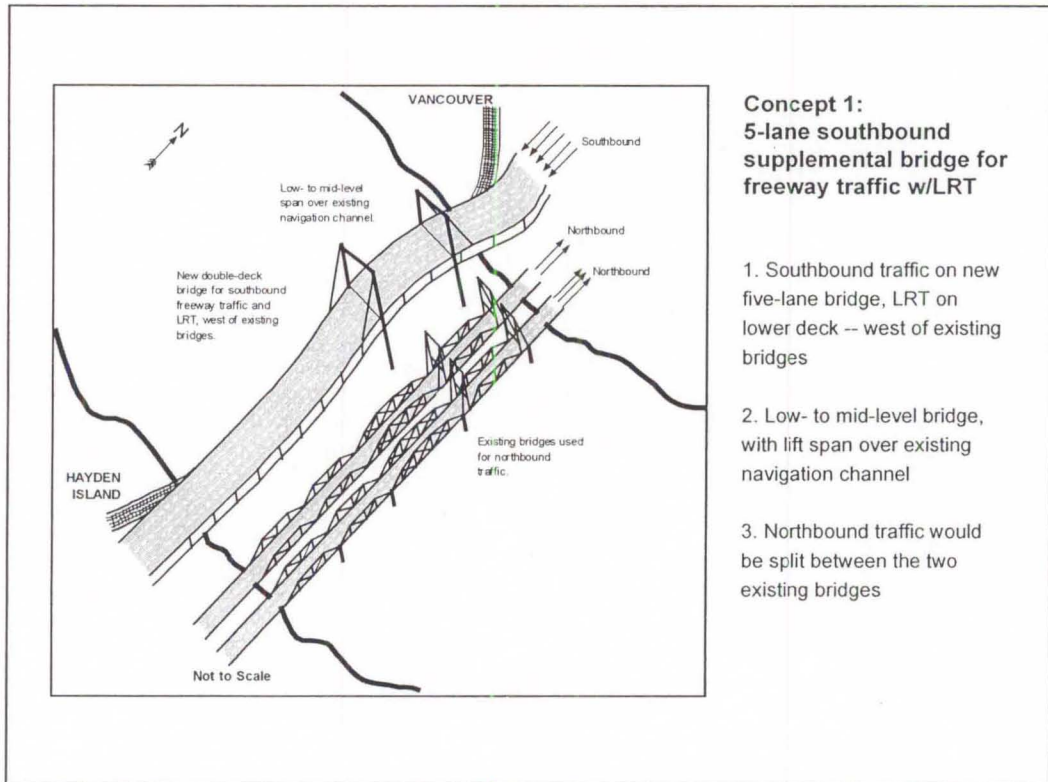 VANCOUVER
N
Southbound
Low- to mid-level
span over existing
navigation channel.
Northbound
Northbound
New double-deck
bridge for southbound
freeway traffic and
LRT, west of existing
bridges.
Existing bridges used
for northbound
traffic.
HAYDEN
ISLAND
Not to Scale
Concept 1:
5-lane southbound
supplemental bridge for
freeway traffic w/LRT
1. Southbound traffic on new
five-lane bridge, LRT on
lower deck -- west of existing
bridges
2. Low- to mid-level bridge,
with lift span over existing
navigation channel
3. Northbound traffic would
be split between the two
existing bridges